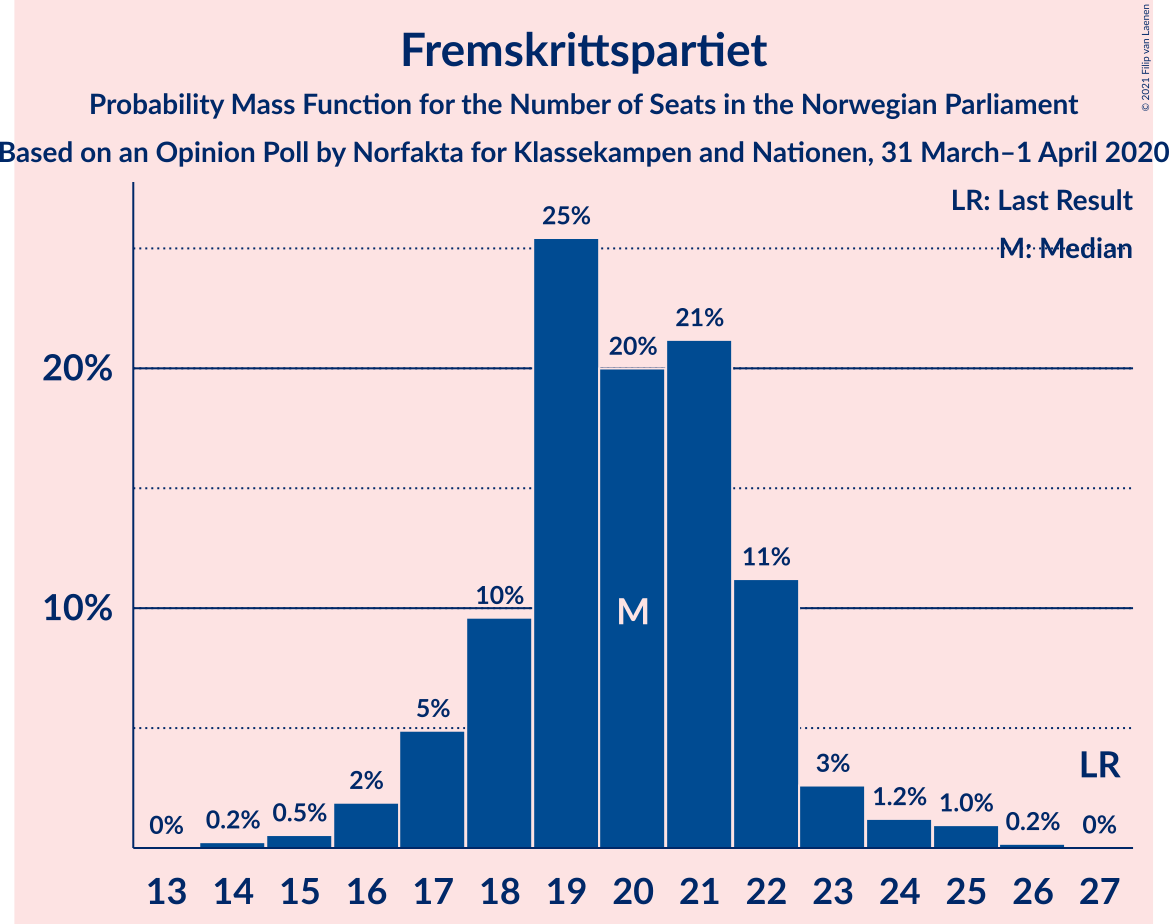 Fremskrittspartiet
Probability Mass Function for the Number of Seats in the Norwegian Parliament
Based on an Opinion Poll by Norfakta for Klassekampen and Nationen, 31 March–1 April 2020
© 2021 Filip van Laenen
LR: Last Result
M: Median
20%
10%
0%
0.2%
0.5%
2%
5%
10%
25%
20%
21%
11%
3%
1.2%
1.0%
0.2%
0%
M
LR
13 14 15 16 17 18 19 20 21 22 23 24 25 26 27